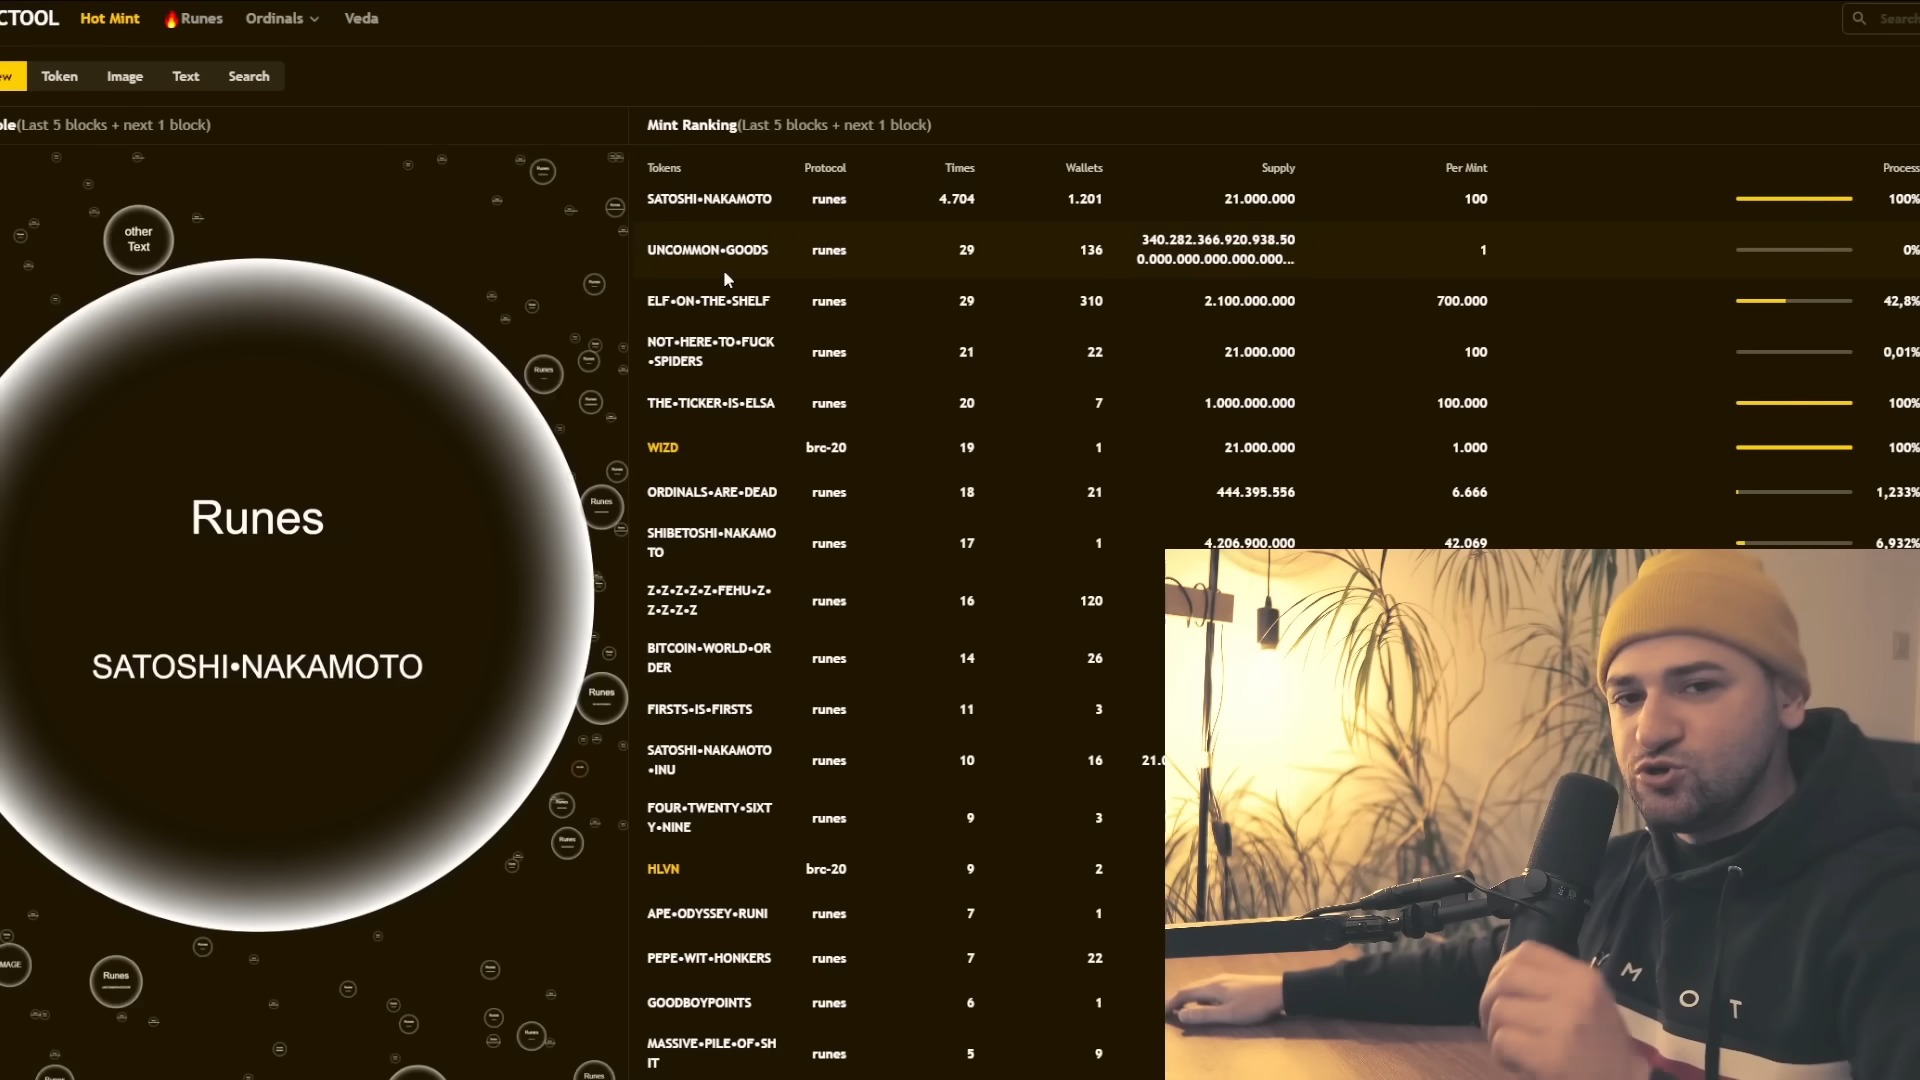 CTOOL Hot Mint Runes Ordinals Veda
Search
ew Token Image Text Search
ole(Last 5 blocks + next 1 block)
other
Text
Runes
SATOSHI•NAKAMOTO
Runes
Runes
Runes
Runes
Runes
MAGE
Runes
Mint Ranking(Last 5 blocks + next 1 block)
Tokens Protocol Times Wallets Supply Per Mint Process
SATOSHI•NAKAMOTO runes 4.704 1.201 21.000.000 100 100%
UNCOMMON•GOODS runes 29 136 340.282.366.920.938.50
0.000.000.000.000.000... 1 0%
ELF•ON•THE•SHELF runes 29 310 2.100.000.000 700.000 42,8%
NOT•HERE•TO•FUCK
•SPIDERS runes 21 22 21.000.000 100 0,01%
THE•TICKER•IS•ELSA runes 20 7 1.000.000.000 100.000 100%
WIZD brc-20 19 1 21.000.000 1.000 100%
ORDINALS•ARE•DEAD runes 18 21 444.395.556 6.666 1,233%
SHIBETOSHI•NAKAMO
TO runes 17 1 4.206.900.000 42.069 6,932%
Z•Z•Z•Z•Z•FEHU•Z•
Z•Z•Z•Z runes 16 120
BITCOIN•WORLD•OR
DER runes 14 26
FIRSTS•IS•FIRSTS runes 11 3
SATOSHI•NAKAMOTO
•INU runes 10 16 21.0
FOUR•TWENTY•SIXT
Y•NINE runes 9 3
HLVN brc-20 9 2
APE•ODYSSEY•RUNI runes 7 1
PEPE•WIT•HONKERS runes 7 22
GOODBOYPOINTS runes 6 1
MASSIVE•PILE•OF•SH
IT runes 5 9
M O T